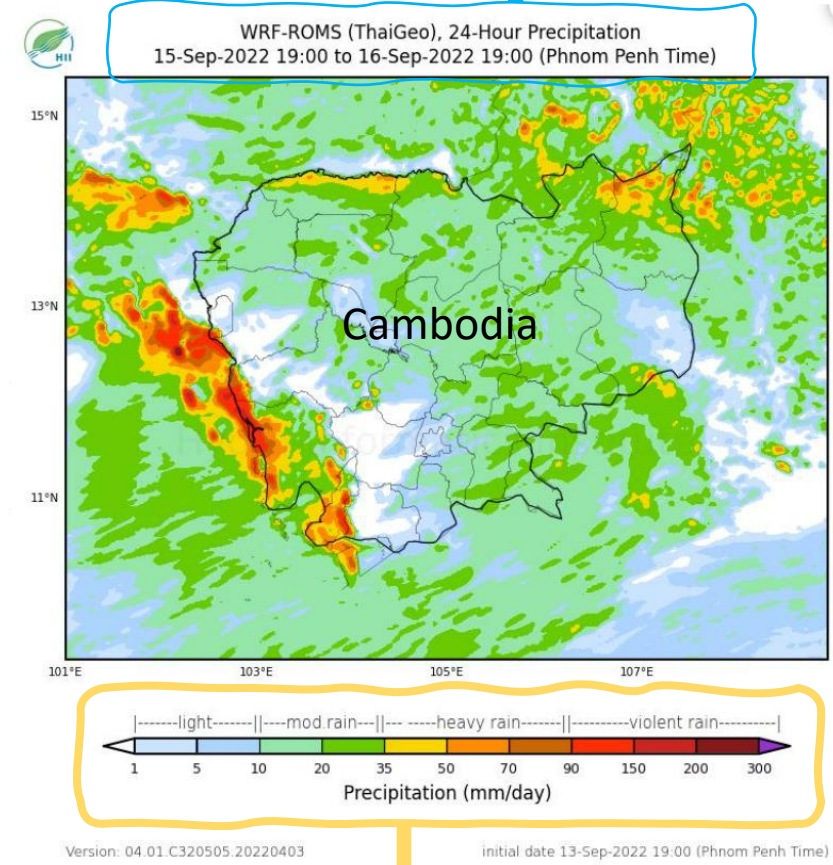 HII
WRF-ROMS (ThaiGeo), 24-Hour Precipitation
15-Sep-2022 19:00 to 16-Sep-2022 19:00 (Phnom Penh Time)
15°N
13°N
Cambodia
11°N
101°E 103°E 105°E 107°E
|-------light-------||----mod.rain---||--- -----heavy rain-------||----------violent rain----------|
1 5 10 20 35 50 70 90 150 200 300
Precipitation (mm/day)
Version: 04.01.C320505.20220403 initial date 13-Sep-2022 19:00 (Phnom Penh Time)